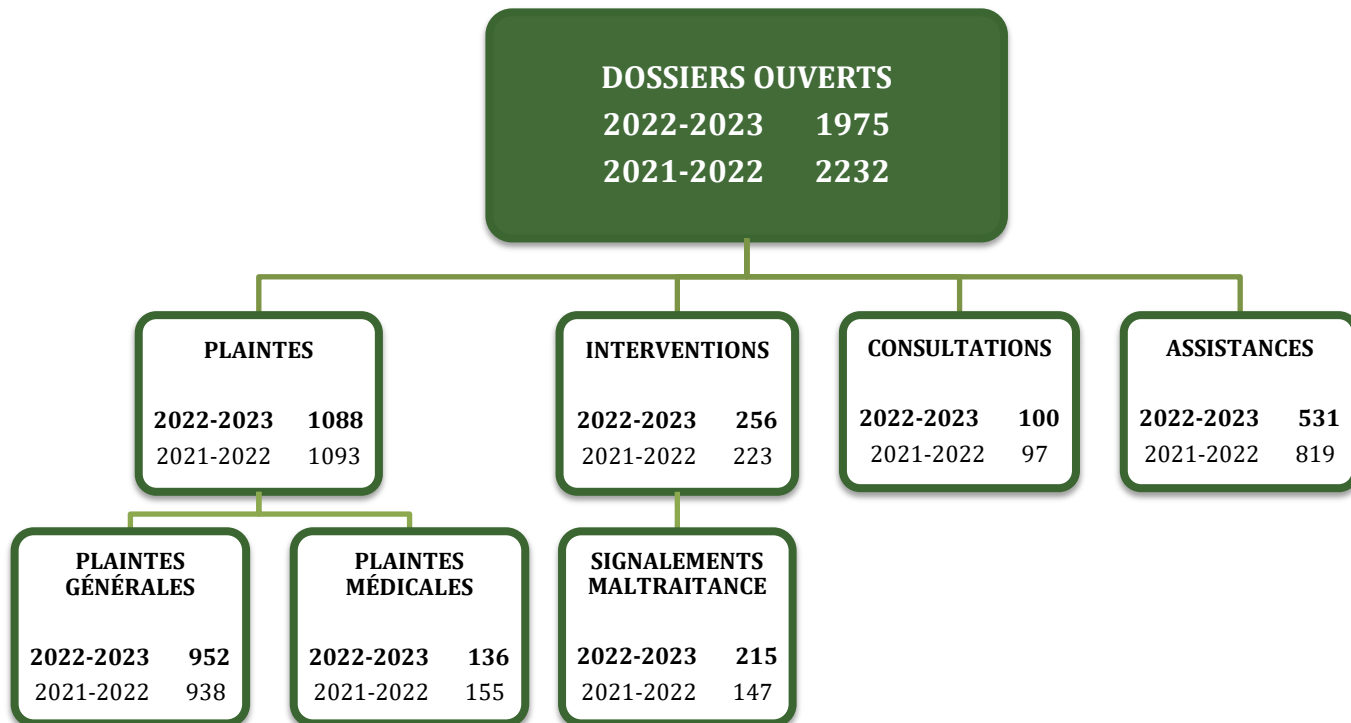 DOSSIERS OUVERTS
2022-2023 1975
2021-2022 2232
PLAINTES
2022-2023 1088
2021-2022 1093
INTERVENTIONS
2022-2023 256
2021-2022 223
CONSULTATIONS
2022-2023 100
2021-2022 97
ASSISTANCES
2022-2023 531
2021-2022 819
PLAINTES
GÉNÉRALES
2022-2023 952
2021-2022 938
PLAINTES
MÉDICALES
2022-2023 136
2021-2022 155
SIGNALEMENTS
MALTRAITANCE
2022-2023 215
2021-2022 147